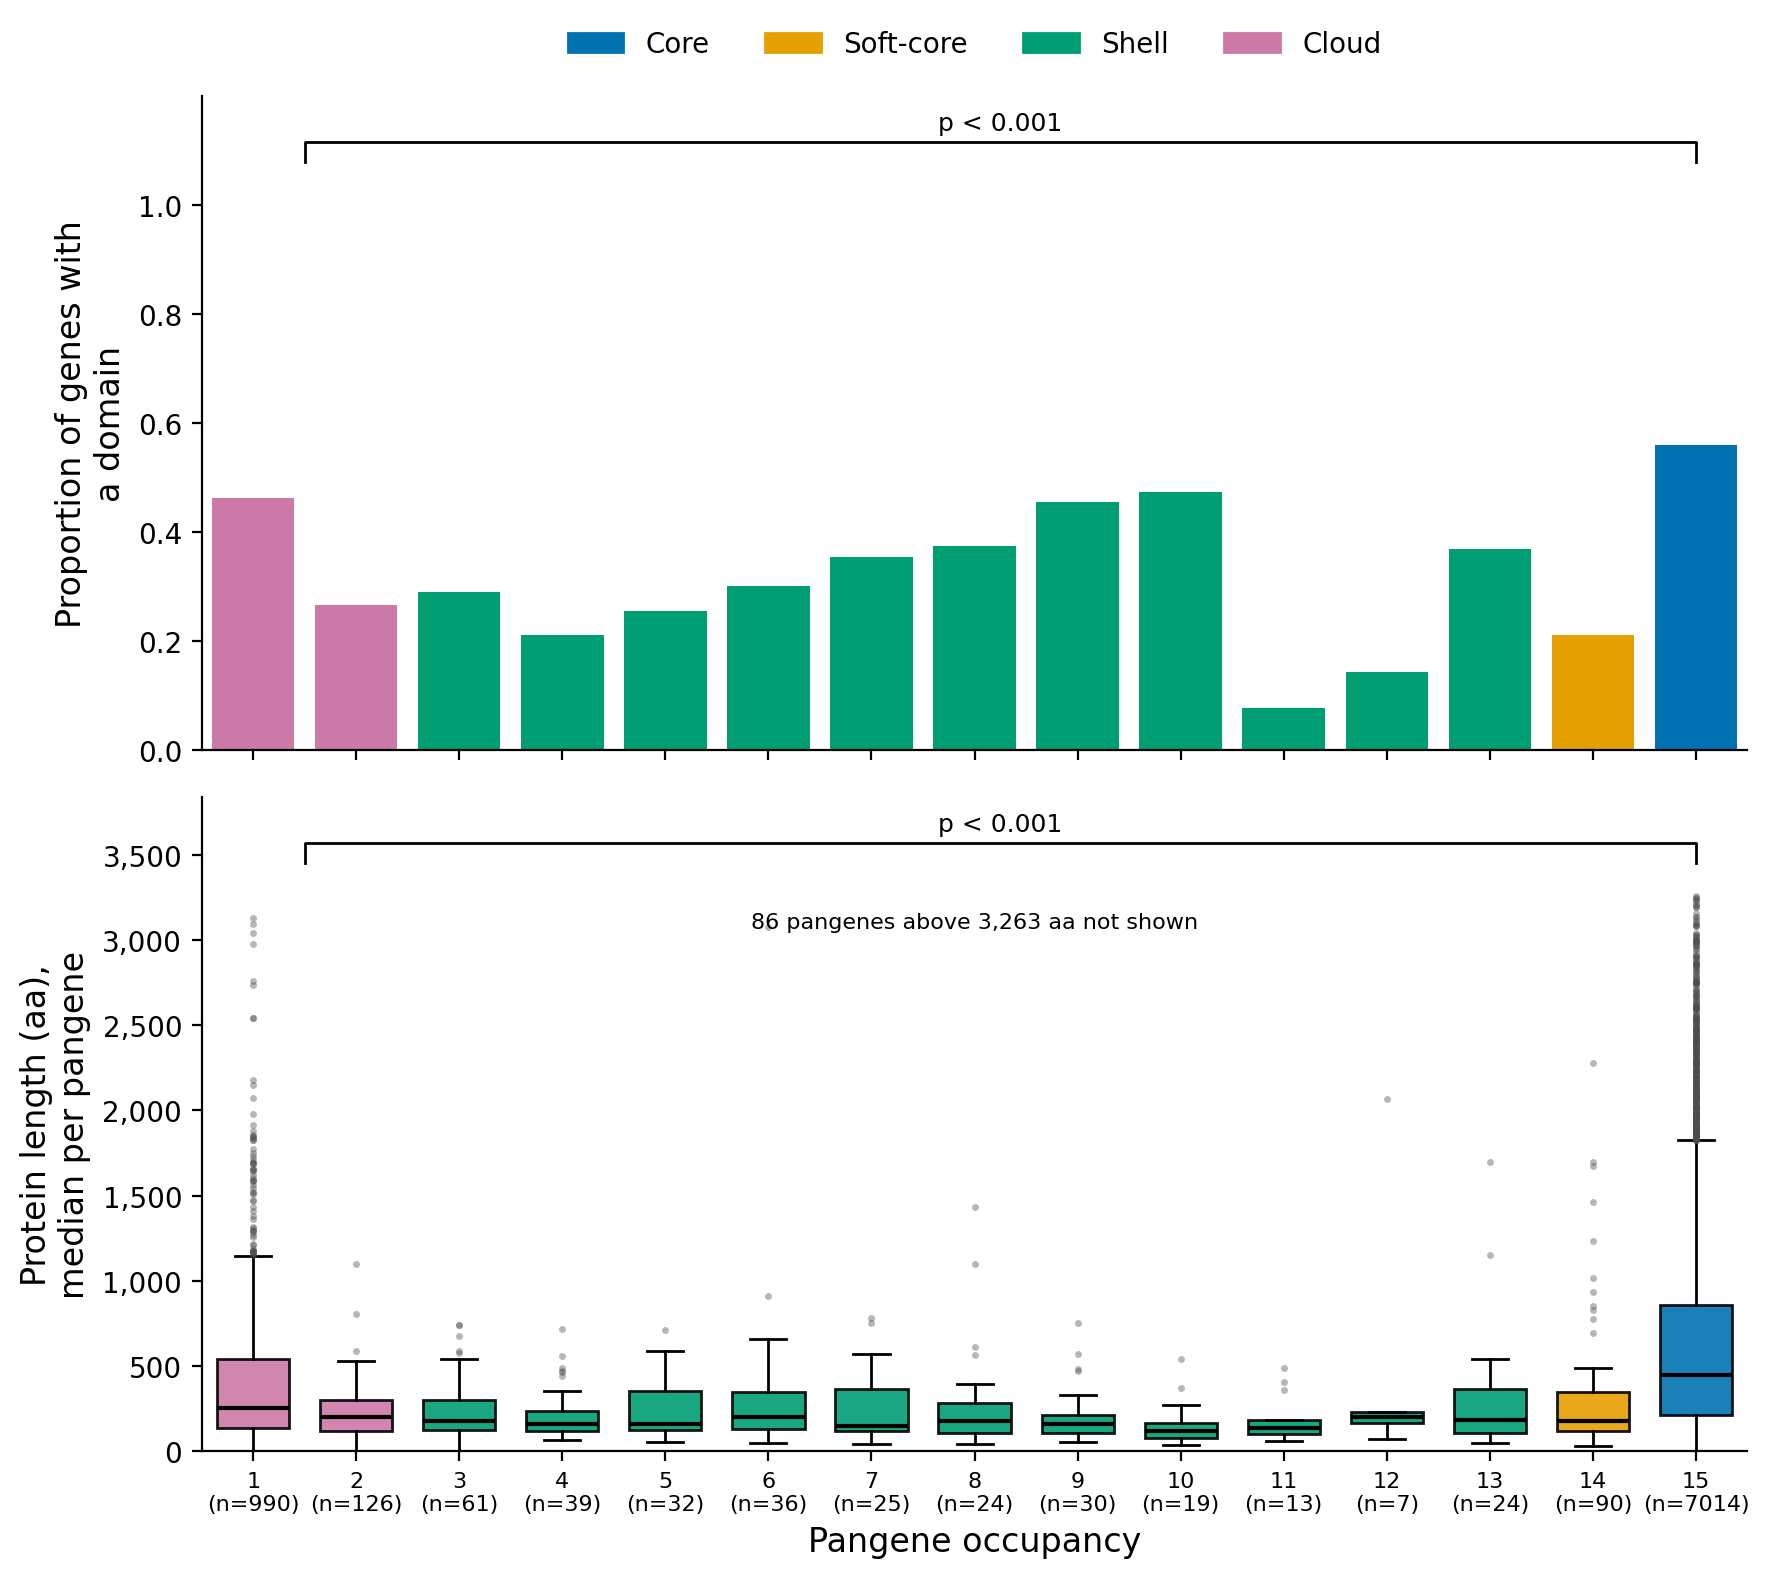 Core Soft-core Shell Cloud
p < 0.001
Proportion of genes with
a domain
1.0
0.8
0.6
0.4
0.2
0.0
p < 0.001
86 pangenes above 3,263 aa not shown
Protein length (aa),
median per pangene
3,500
3,000
2,500
2,000
1,500
1,000
500
0
1 2 3 4 5 6 7 8 9 10 11 12 13 14 15
(n=990) (n=126) (n=61) (n=39) (n=32) (n=36) (n=25) (n=24) (n=30) (n=19) (n=13) (n=7) (n=24) (n=90) (n=7014)
Pangene occupancy